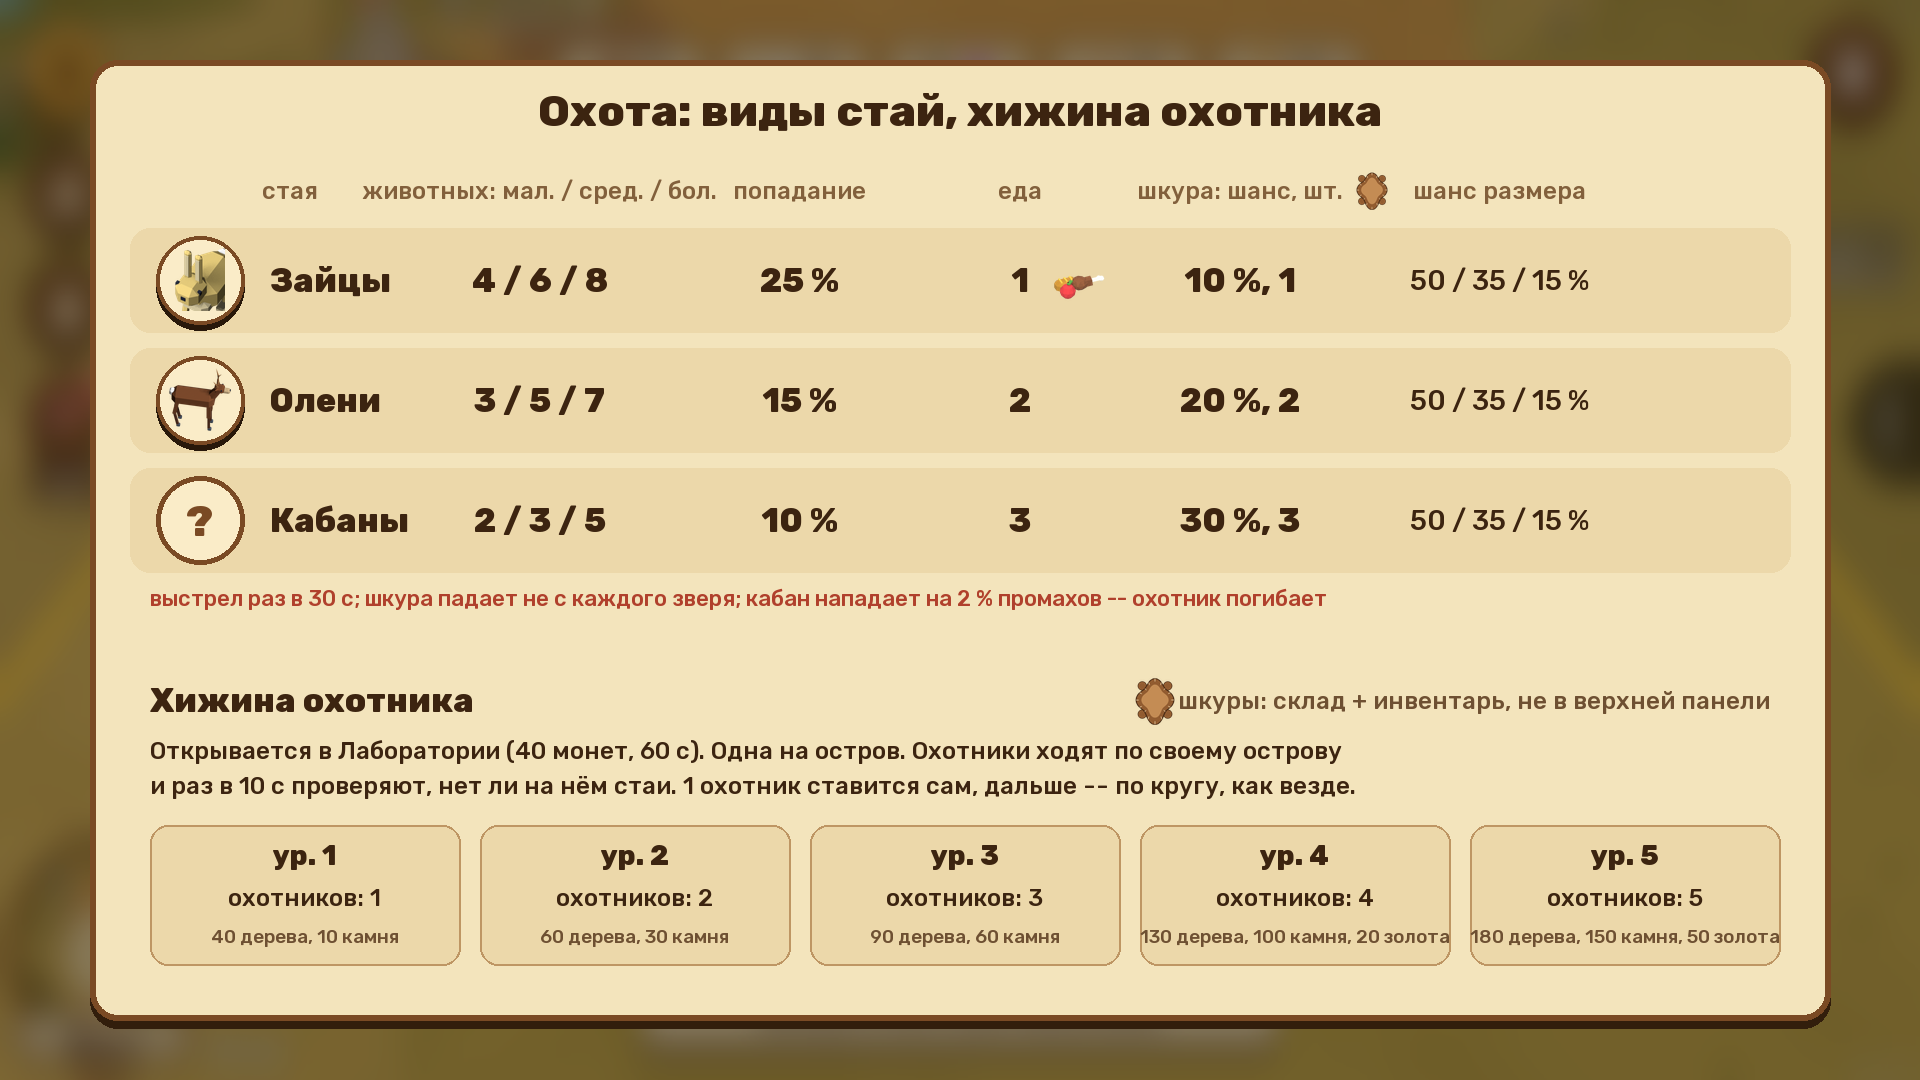 Охота: виды стай, хижина охотника
стая животных: мал. / сред. / бол. попадание еда шкура: шанс, шт. шанс размера
Зайцы 4 / 6 / 8 25 % 1 10 %, 1 50 / 35 / 15 %
Олени 3 / 5 / 7 15 % 2 20 %, 2 50 / 35 / 15 %
? Кабаны 2 / 3 / 5 10 % 3 30 %, 3 50 / 35 / 15 %
выстрел раз в 30 с; шкура падает не с каждого зверя; кабан нападает на 2 % промахов -- охотник погибает
Хижина охотника шкуры: склад + инвентарь, не в верхней панели
Открывается в Лаборатории (40 монет, 60 с). Одна на остров. Охотники ходят по своему острову
и раз в 10 с проверяют, нет ли на нём стаи. 1 охотник ставится сам, дальше -- по кругу, как везде.
ур. 1
охотников: 1
40 дерева, 10 камня
ур. 2
охотников: 2
60 дерева, 30 камня
ур. 3
охотников: 3
90 дерева, 60 камня
ур. 4
охотников: 4
130 дерева, 100 камня, 20 золота
ур. 5
охотников: 5
180 дерева, 150 камня, 50 золота